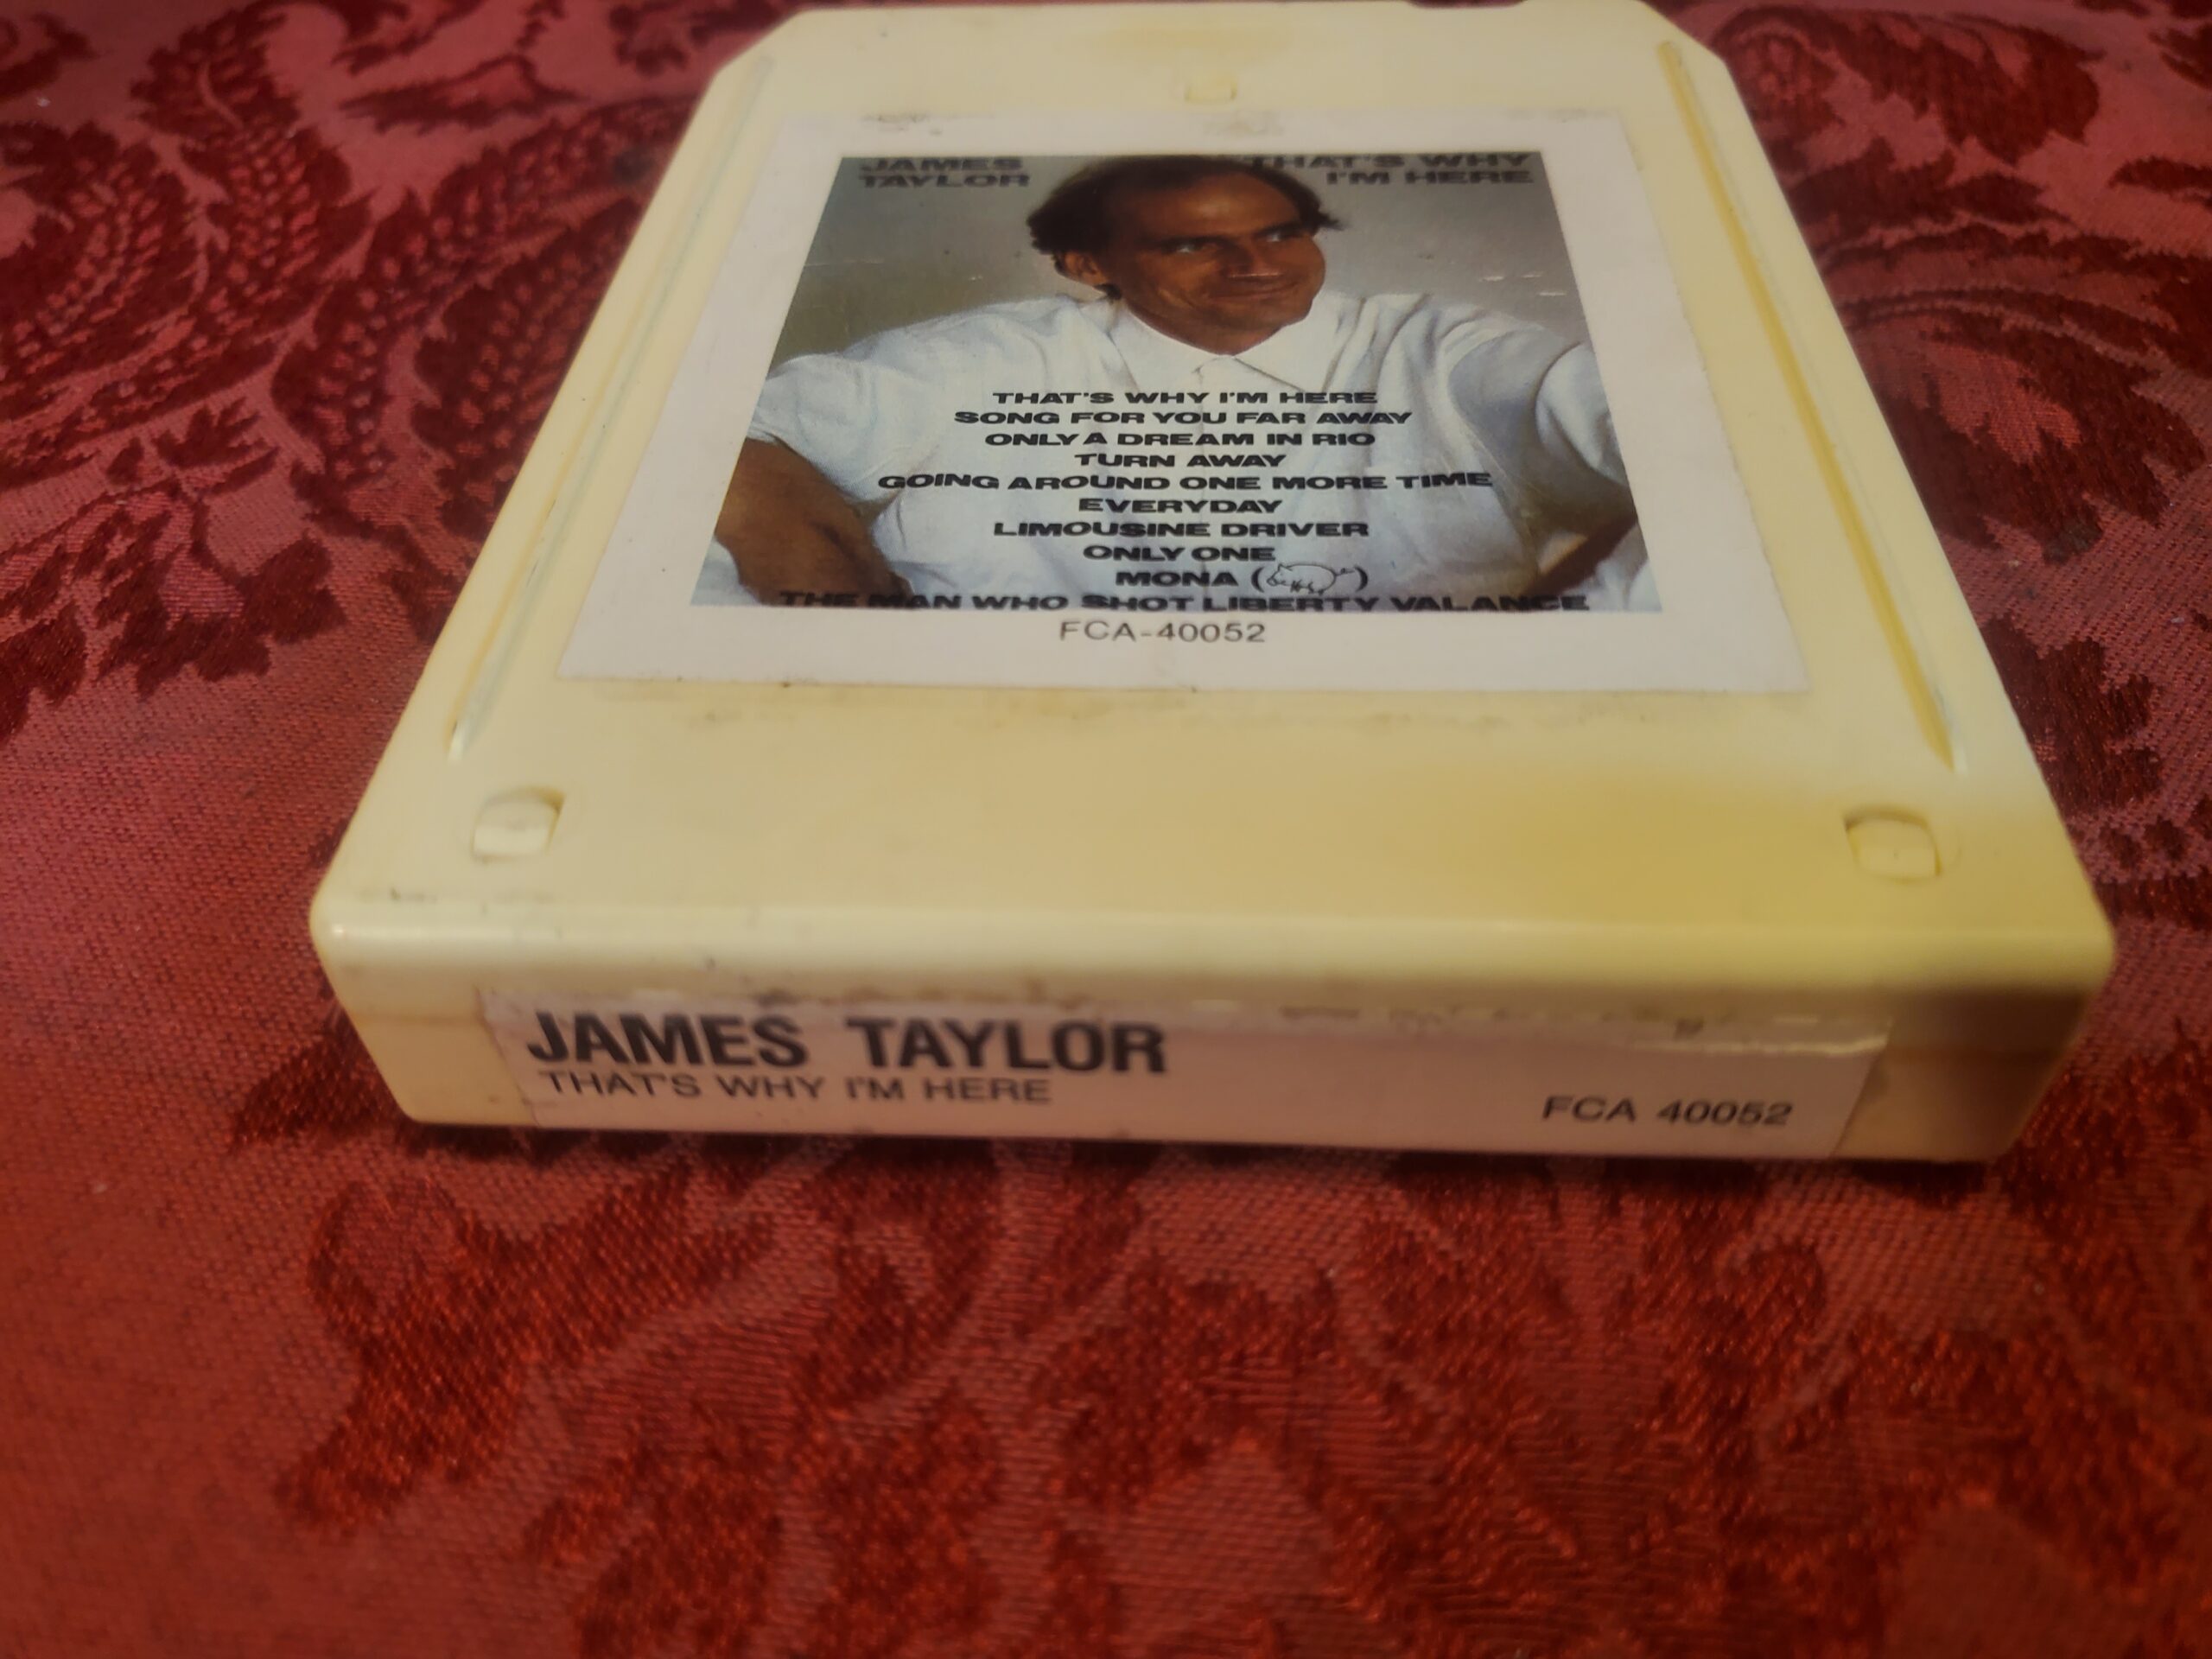 JAMES
TAYLOR
THAT'S WHY
I'M HERE
THAT'S WHY I'M HERE
SONG FOR YOU FAR AWAY
ONLY A DREAM IN RIO
TURN AWAY
GOING AROUND ONE MORE TIME
EVERYDAY
LIMOUSINE DRIVER
ONLY ONE
MONA ( )
THE MAN WHO SHOT LIBERTY VALANCE
FCA-40052
JAMES TAYLOR
THAT'S WHY I'M HERE
FCA 40052